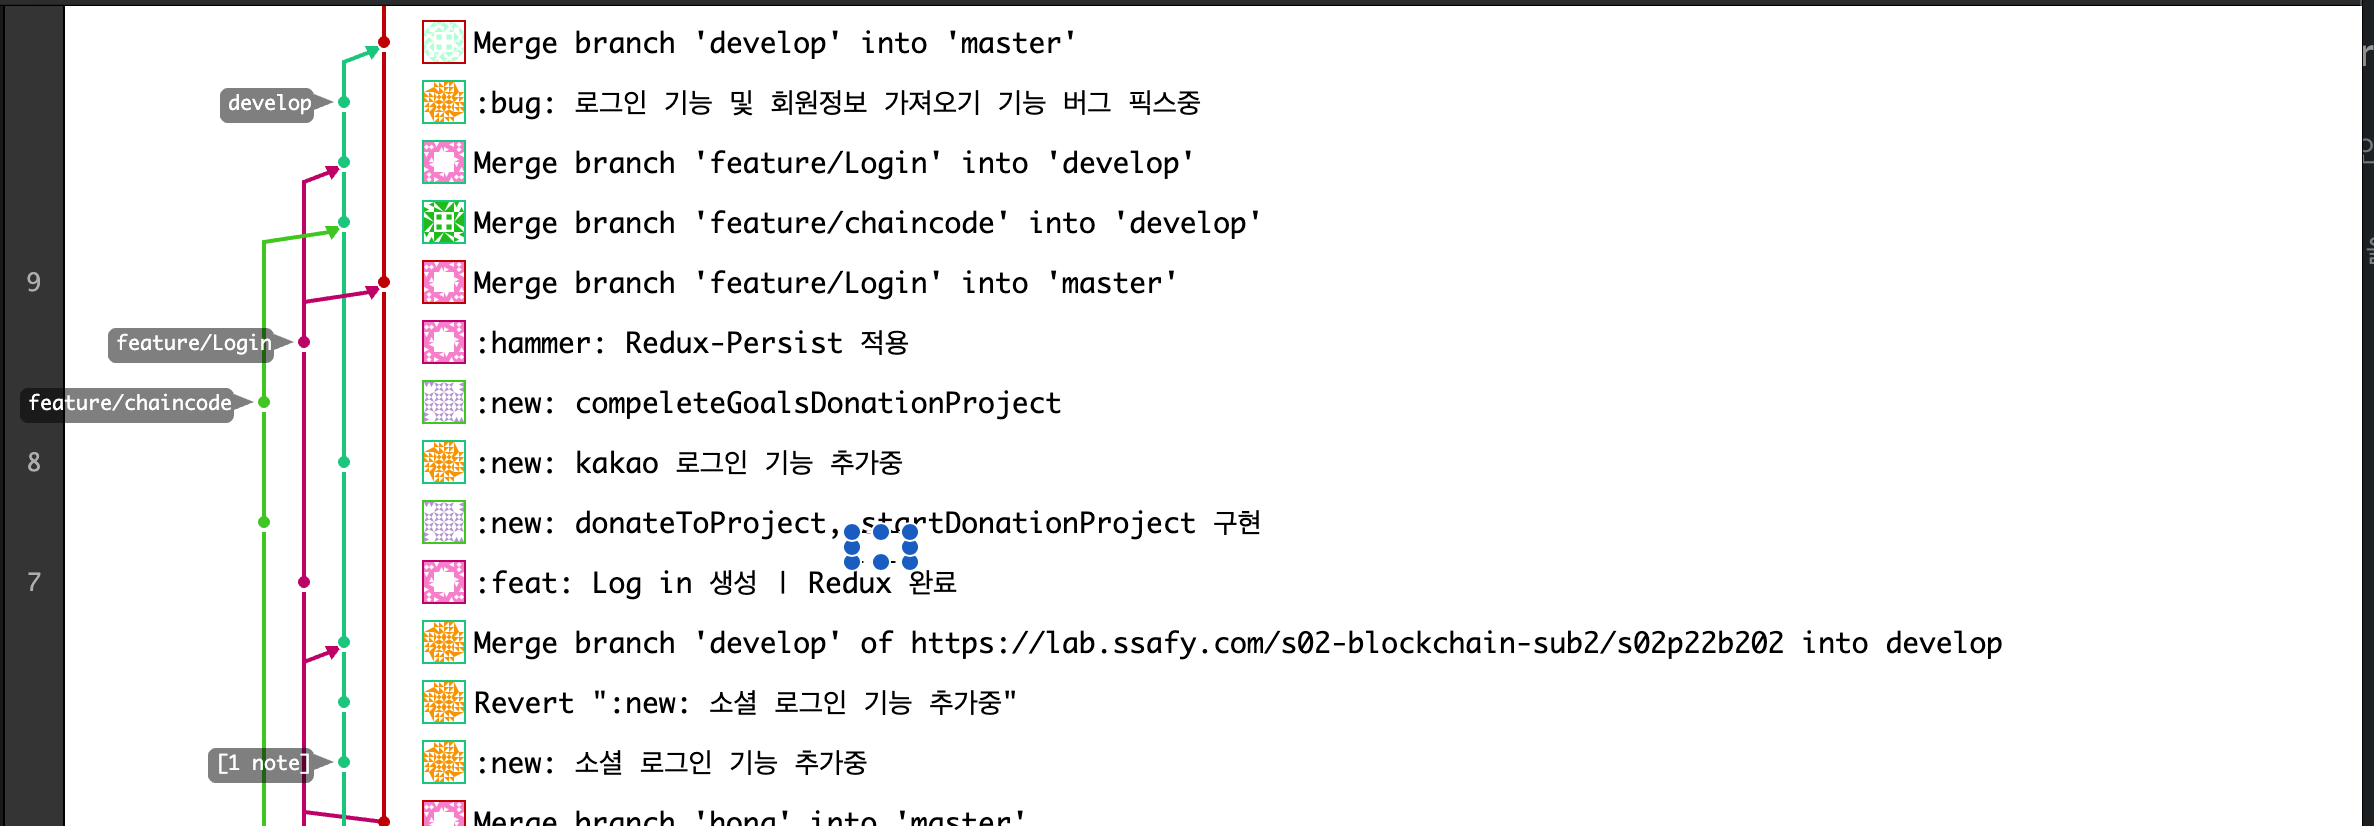 Merge branch 'develop' into 'master'
develop
:bug: 로그인 기능 및 회원정보 가져오기 기능 버그 픽스중
Merge branch 'feature/Login' into 'develop'
Merge branch 'feature/chaincode' into 'develop'
9
Merge branch 'feature/Login' into 'master'
feature/Login
:hammer: Redux-Persist 적용
feature/chaincode
:new: compeleteGoalsDonationProject
8
:new: kakao 로그인 기능 추가중
:new: donateToProject, startDonationProject 구현
7
:feat: Log in 생성 | Redux 완료
Merge branch 'develop' of https://lab.ssafy.com/s02-blockchain-sub2/s02p22b202 into develop
Revert ":new: 소셜 로그인 기능 추가중"
[1 note]
:new: 소셜 로그인 기능 추가중
Merge branch 'hong' into 'master'